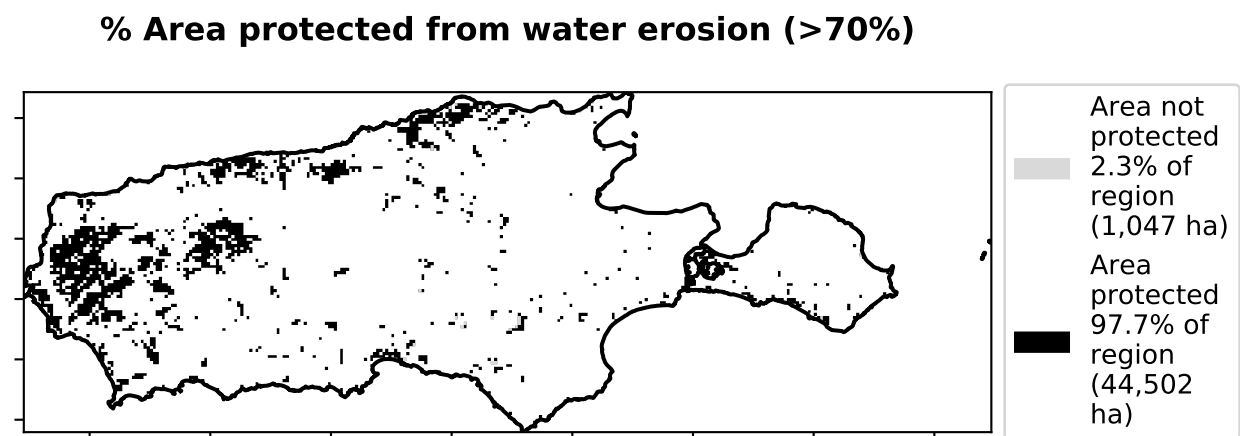 % Area protected from water erosion (>70%)
Area not
protected
2.3% of
region
(1,047 ha)
Area
protected
97.7% of
region
(44,502
ha)